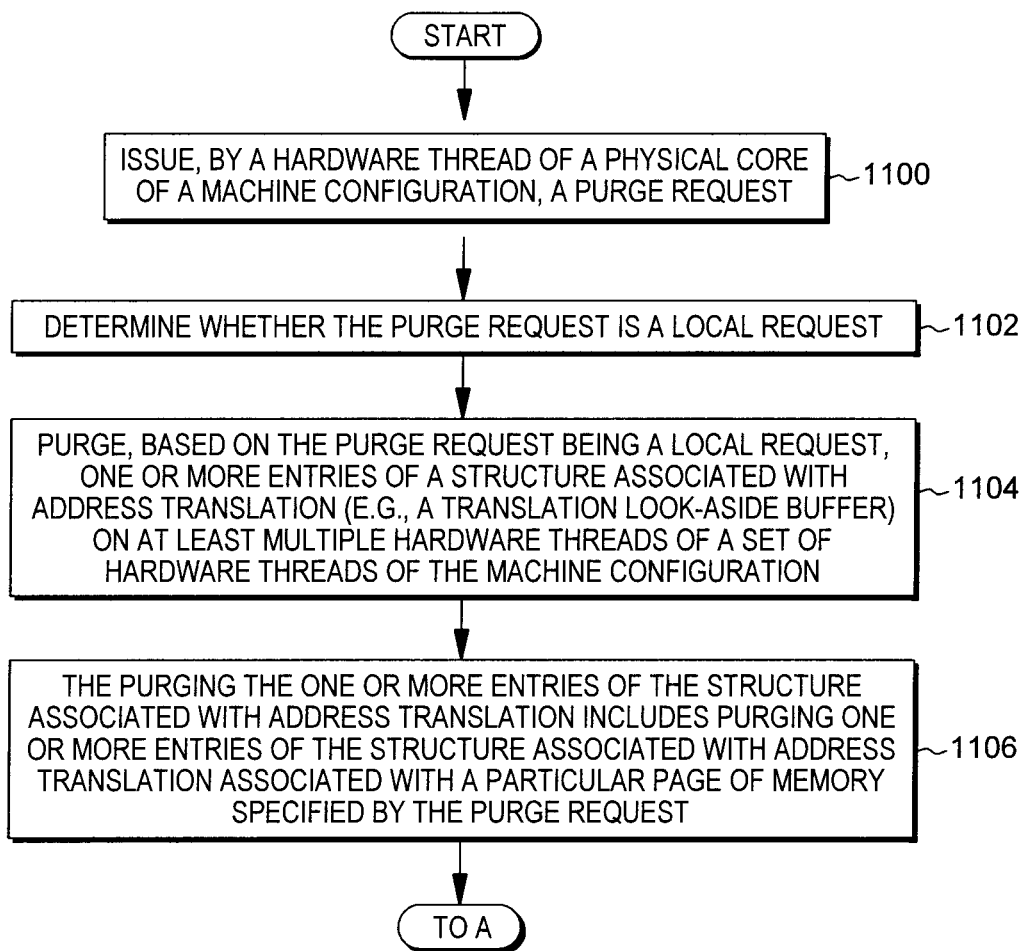 START
ISSUE, BY A HARDWARE THREAD OF A PHYSICAL CORE
OF A MACHINE CONFIGURATION, A PURGE REQUEST
1100
DETERMINE WHETHER THE PURGE REQUEST IS A LOCAL REQUEST
1102
PURGE, BASED ON THE PURGE REQUEST BEING A LOCAL REQUEST,
ONE OR MORE ENTRIES OF A STRUCTURE ASSOCIATED WITH
ADDRESS TRANSLATION (E.G., A TRANSLATION LOOK-ASIDE BUFFER)
ON AT LEAST MULTIPLE HARDWARE THREADS OF A SET OF
HARDWARE THREADS OF THE MACHINE CONFIGURATION
1104
THE PURGING THE ONE OR MORE ENTRIES OF THE STRUCTURE
ASSOCIATED WITH ADDRESS TRANSLATION INCLUDES PURGING ONE
OR MORE ENTRIES OF THE STRUCTURE ASSOCIATED WITH ADDRESS
TRANSLATION ASSOCIATED WITH A PARTICULAR PAGE OF MEMORY
SPECIFIED BY THE PURGE REQUEST
1106
TO A